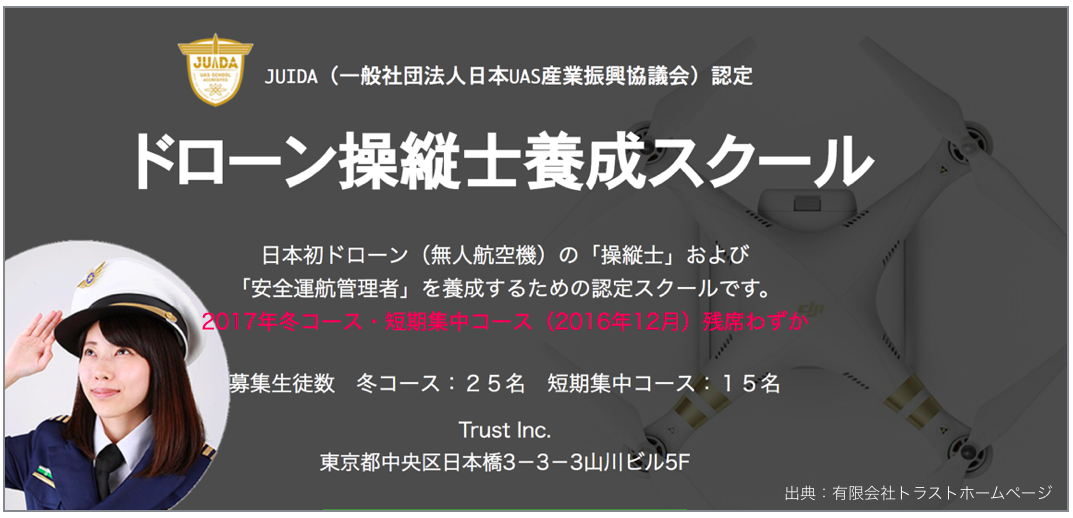 JUIDA
UAS SCHOOL
JUIDA（一般社団法人日本UAS産業振興協議会）認定
ドローン操縦士養成スクール
日本初ドローン（無人航空機）の「操縦士」および
「安全運航管理者」を養成するための認定スクールです。
2017年冬コース・短期集中コース（2016年12月）残席わずか
募集生徒数　冬コース：２５名　短期集中コース：１５名
Trust Inc.
東京都中央区日本橋3－3－3山川ビル5F
出典：有限会社トラストホームページ